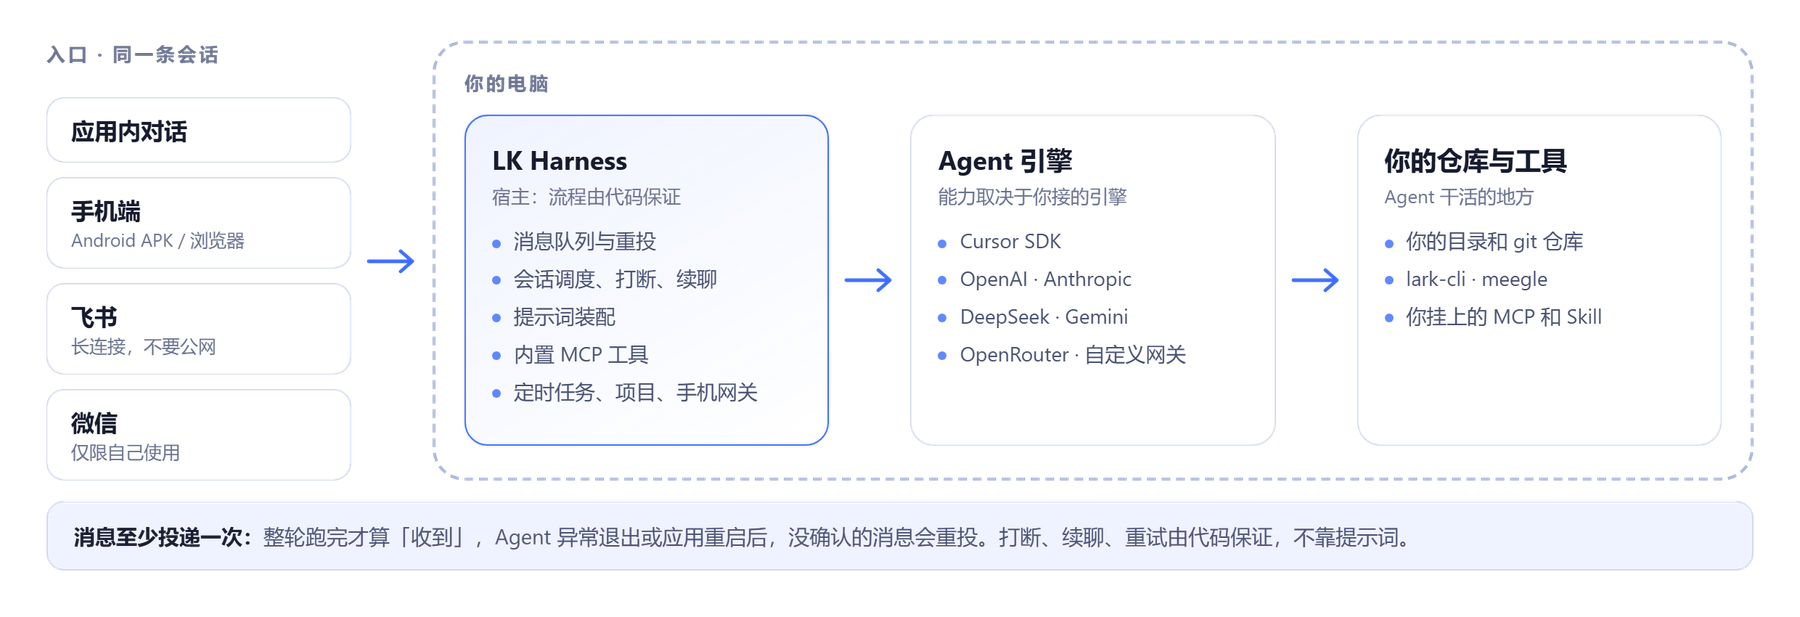 入口 · 同一条会话
应用内对话
手机端
Android APK / 浏览器
飞书
长连接，不要公网
微信
仅限自己使用
你的电脑
LK Harness
宿主：流程由代码保证
消息队列与重投
会话调度、打断、续聊
提示词装配
内置 MCP 工具
定时任务、项目、手机网关
Agent 引擎
能力取决于你接的引擎
Cursor SDK
OpenAI · Anthropic
DeepSeek · Gemini
OpenRouter · 自定义网关
你的仓库与工具
Agent 干活的地方
你的目录和 git 仓库
lark-cli · meegle
你挂上的 MCP 和 Skill
消息至少投递一次：整轮跑完才算「收到」，Agent 异常退出或应用重启后，没确认的消息会重投。打断、续聊、重试由代码保证，不靠提示词。